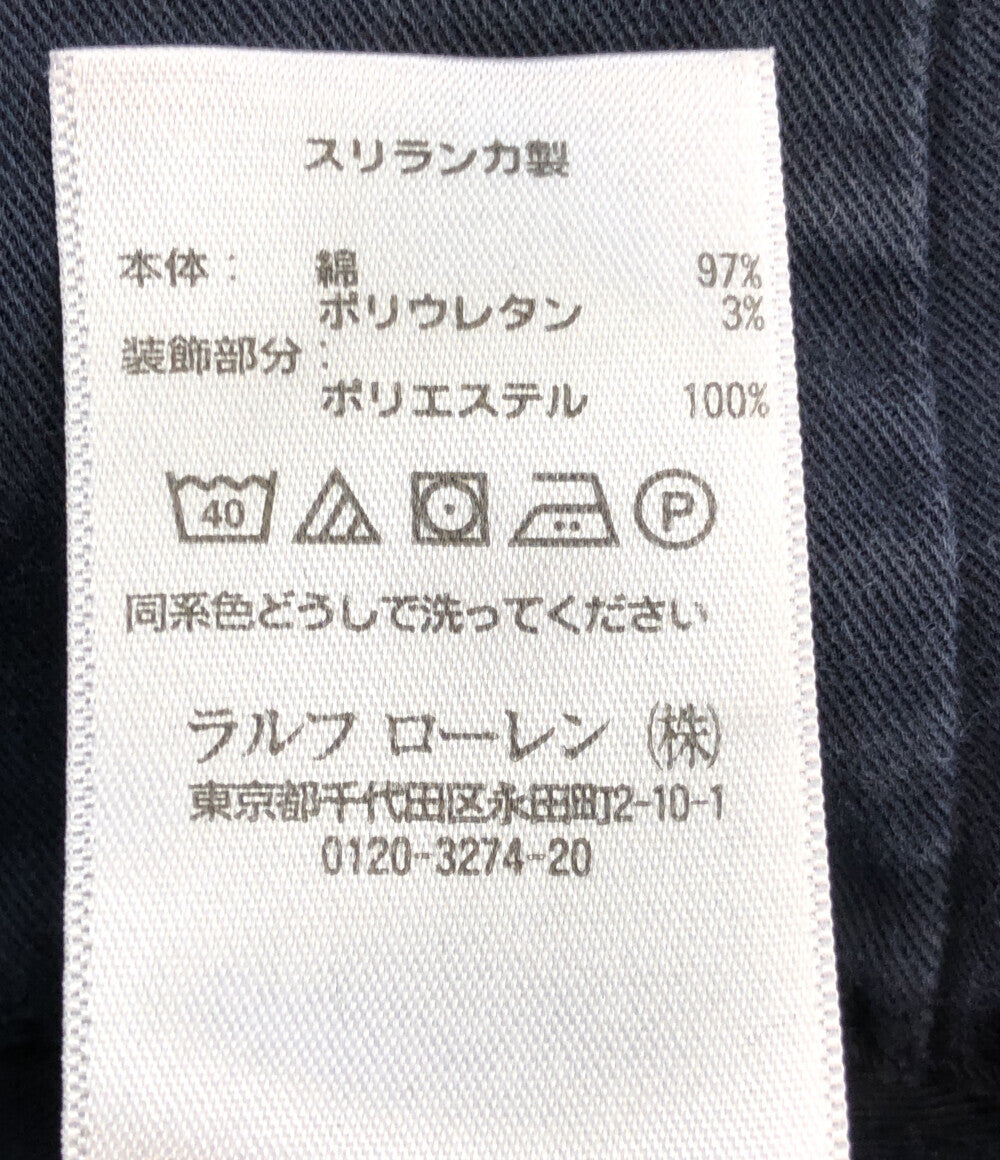 スリランカ製
本体: 綿 97%
ポリウレタン 3%
装飾部分:
ポリエステル 100%
40 P
同系色どうしで洗ってください
ラルフ ローレン (株)
東京都千代田区永田町2-10-1
0120-3274-20